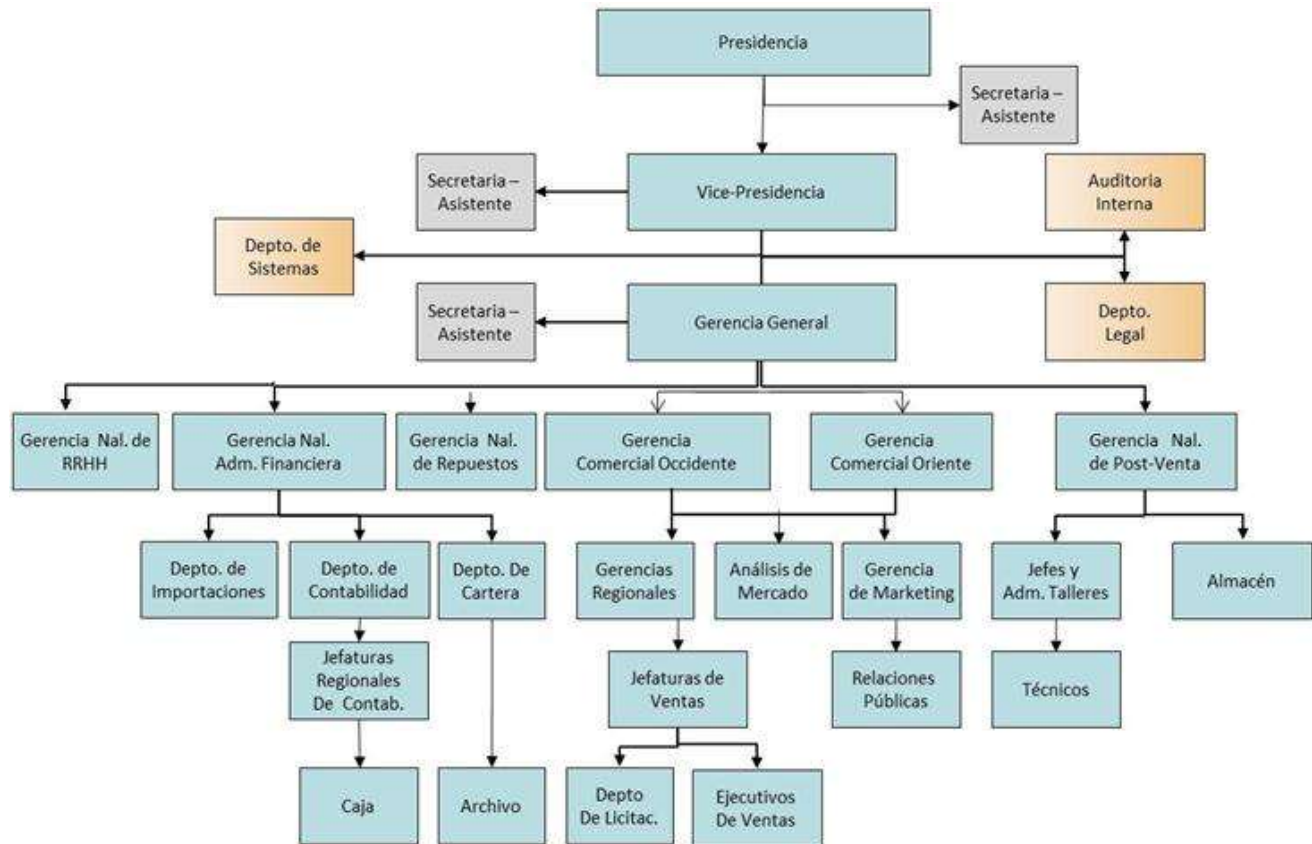 Presidencia
Secretaria –
Asistente
Secretaria –
Asistente
Vice-Presidencia
Auditoria
Interna
Depto. de
Sistemas
Secretaria –
Asistente
Gerencia General
Depto.
Legal
Gerencia Nal. de
RRHH
Gerencia Nal.
Adm. Financiera
Gerencia Nal.
de Repuestos
Gerencia
Comercial Occidente
Gerencia
Comercial Oriente
Gerencia Nal.
de Post-Venta
Depto. de
Importaciones
Depto. de
Contabilidad
Depto. De
Cartera
Gerencias
Regionales
Análisis de
Mercado
Gerencia
de Marketing
Jefes y
Adm. Talleres
Almacén
Jefaturas
Regionales
De Contab.
Jefaturas de
Ventas
Relaciones
Públicas
Técnicos
Caja
Archivo
Depto
De Licitac.
Ejecutivos
De Ventas